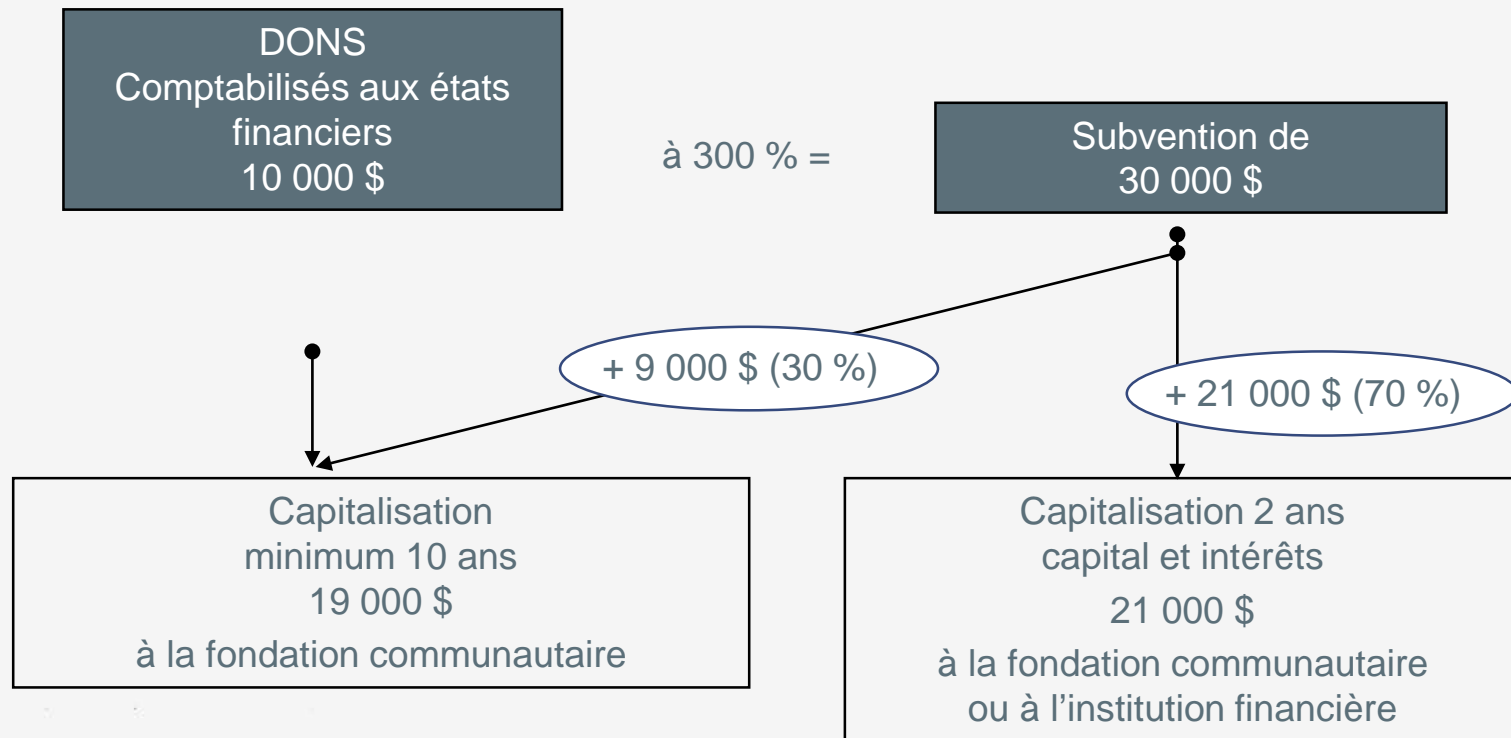 DONS
Comptabilisés aux états
financiers
10 000 $
à 300 % =
Subvention de
30 000 $
+ 9 000 $ (30 %)
+ 21 000 $ (70 %)
Capitalisation
minimum 10 ans
19 000 $
à la fondation communautaire
Capitalisation 2 ans
capital et intérêts
21 000 $
à la fondation communautaire
ou à l’institution financière